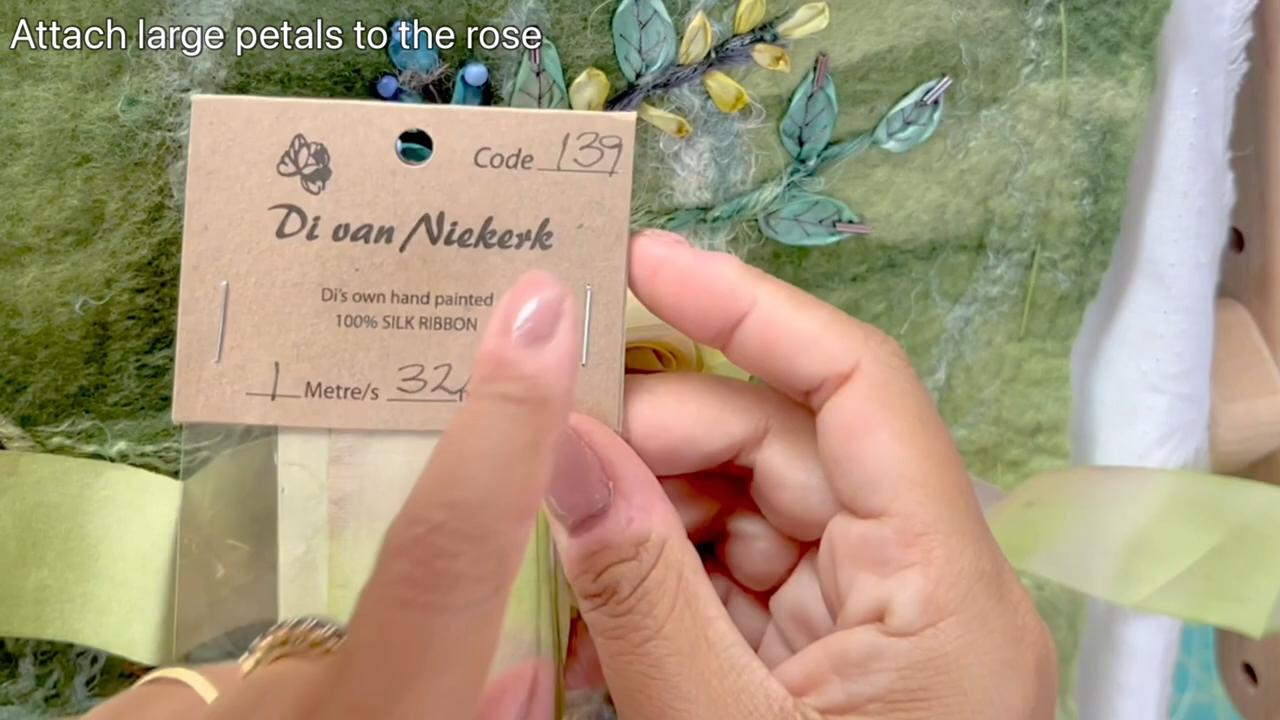 Attach large petals to the rose
Code 139
Di van Niekerk
Di's own hand painted
100% SILK RIBBON
1 Metre/s 32